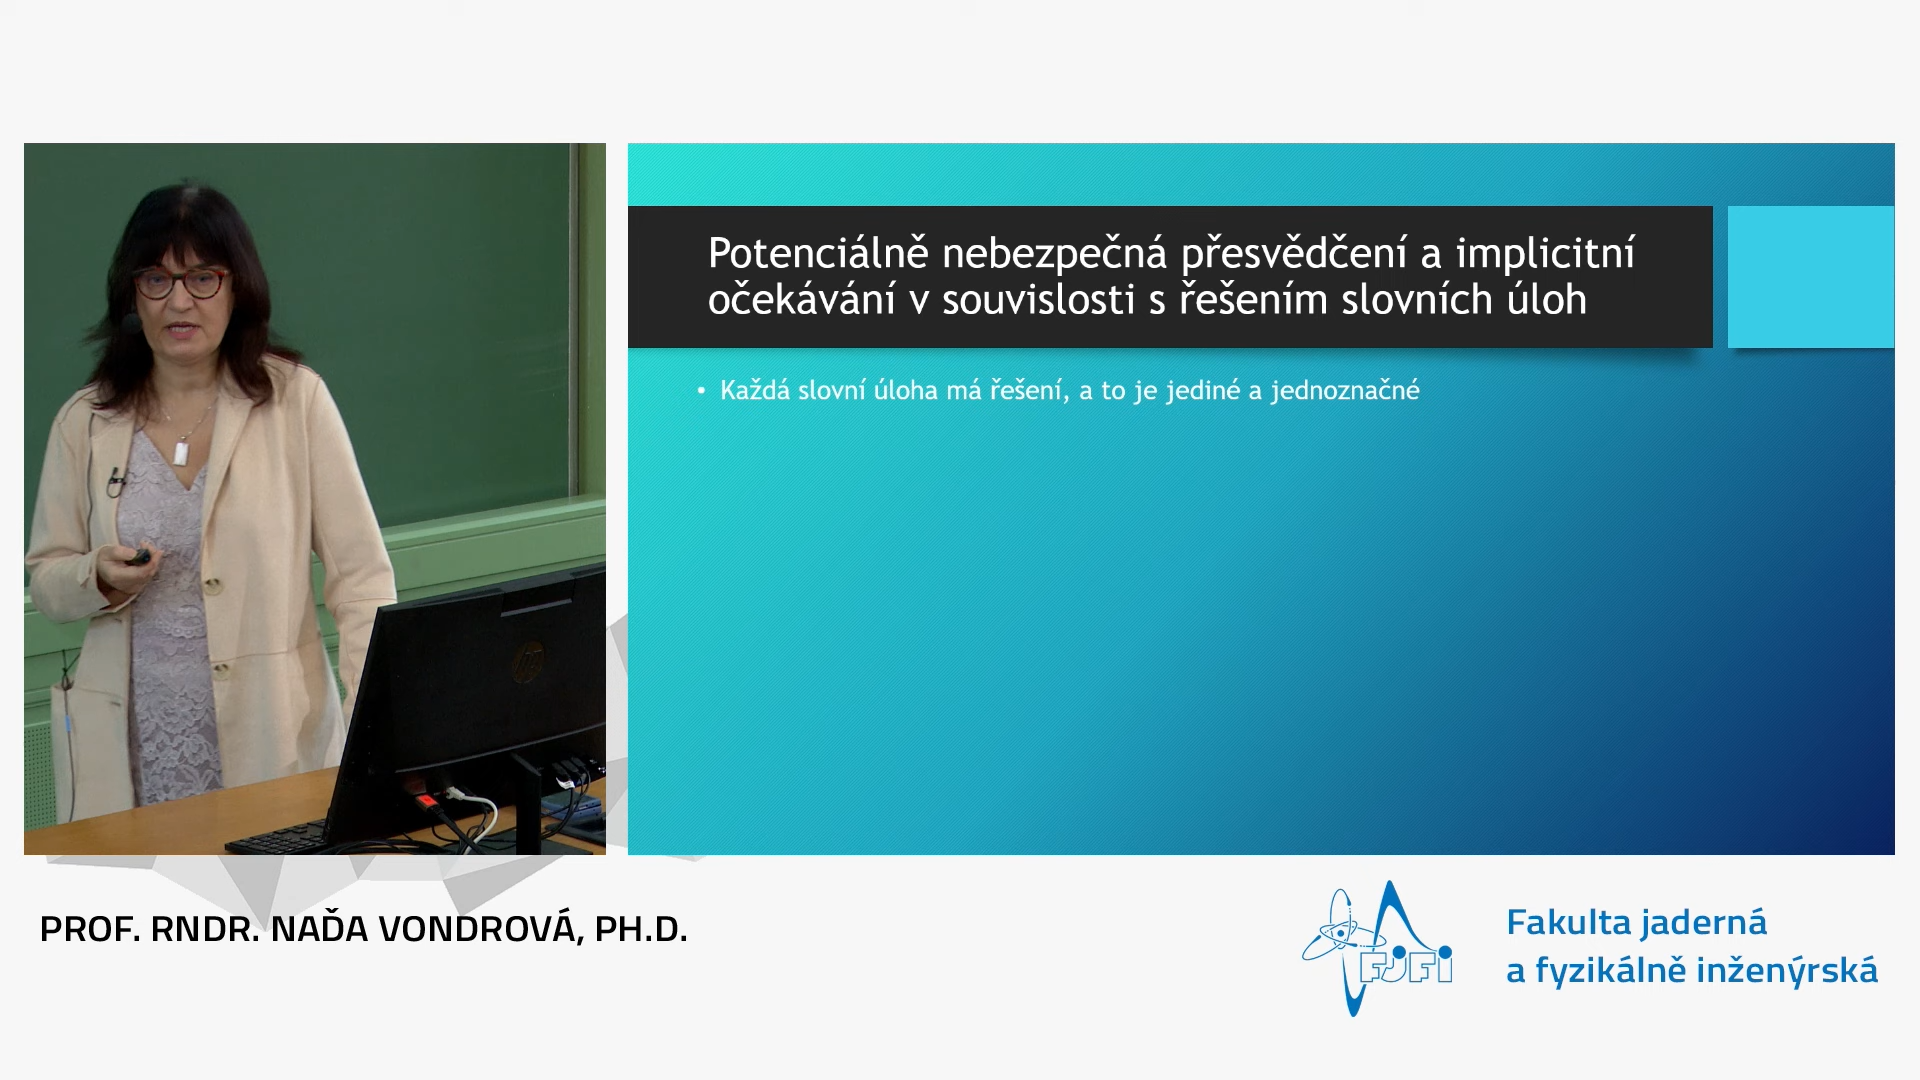 Potenciálně nebezpečná přesvědčení a implicitní
očekávání v souvislosti s řešením slovních úloh
• Každá slovní úloha má řešení, a to je jediné a jednoznačné
PROF. RNDR. NAĎA VONDROVÁ, PH.D.
FJFI
Fakulta jaderná
a fyzikálně inženýrská